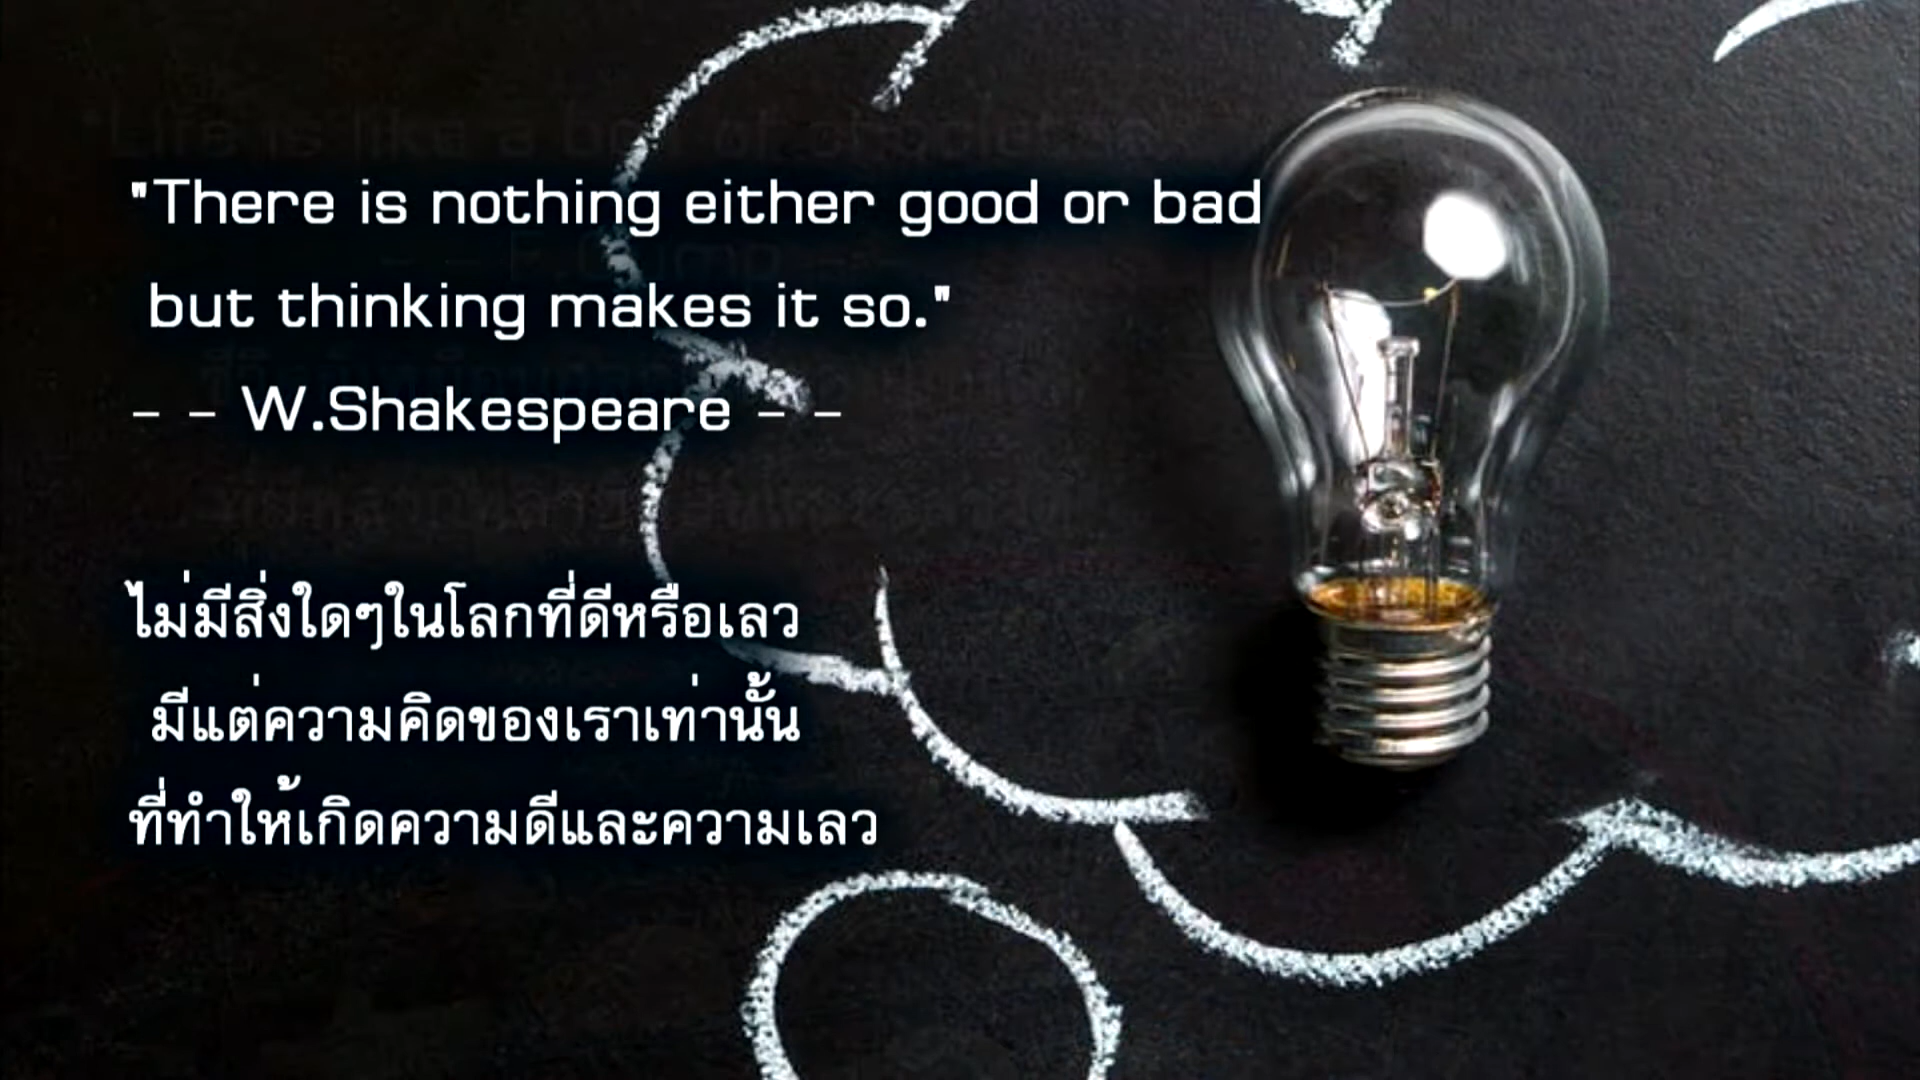 "There is nothing either good or bad
but thinking makes it so."
- - W.Shakespeare - -
ไม่มีสิ่งใดๆในโลกที่ดีหรือเลว
มีแต่ความคิดของเราเท่านั้น
ที่ทำให้เกิดความดีและความเลว